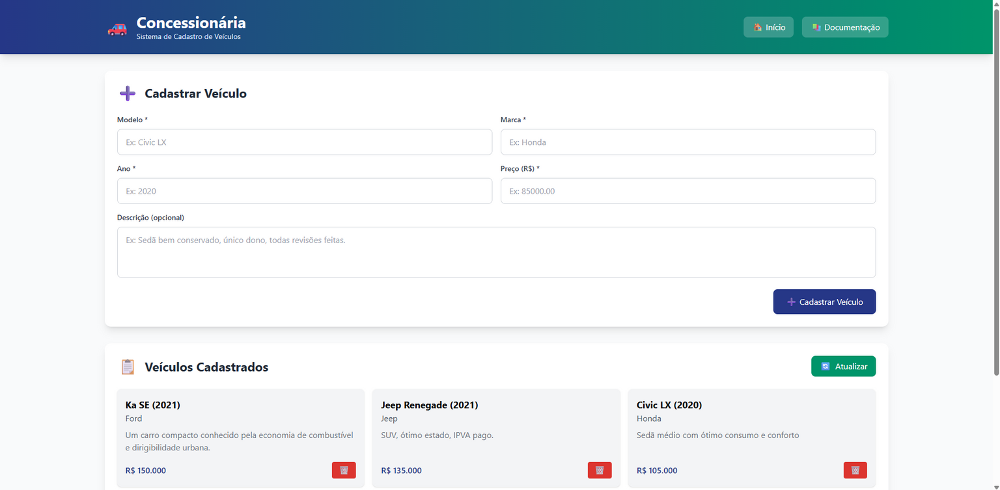 Concessionária
Sistema de Cadastro de Veículos
Início
Documentação
Cadastrar Veículo
Modelo *
Marca *
Ex: Civic LX
Ex: Honda
Ano *
Preço (R$) *
Ex: 2020
Ex: 85000.00
Descrição (opcional)
Ex: Sedã bem conservado, único dono, todas revisões feitas.
Cadastrar Veículo
Veículos Cadastrados
Atualizar
Ka SE (2021)
Ford
Um carro compacto conhecido pela economia de combustível
e dirigibilidade urbana.
R$ 150.000
Jeep Renegade (2021)
Jeep
SUV, ótimo estado, IPVA pago.
R$ 135.000
Civic LX (2020)
Honda
Sedã médio com ótimo consumo e conforto
R$ 105.000